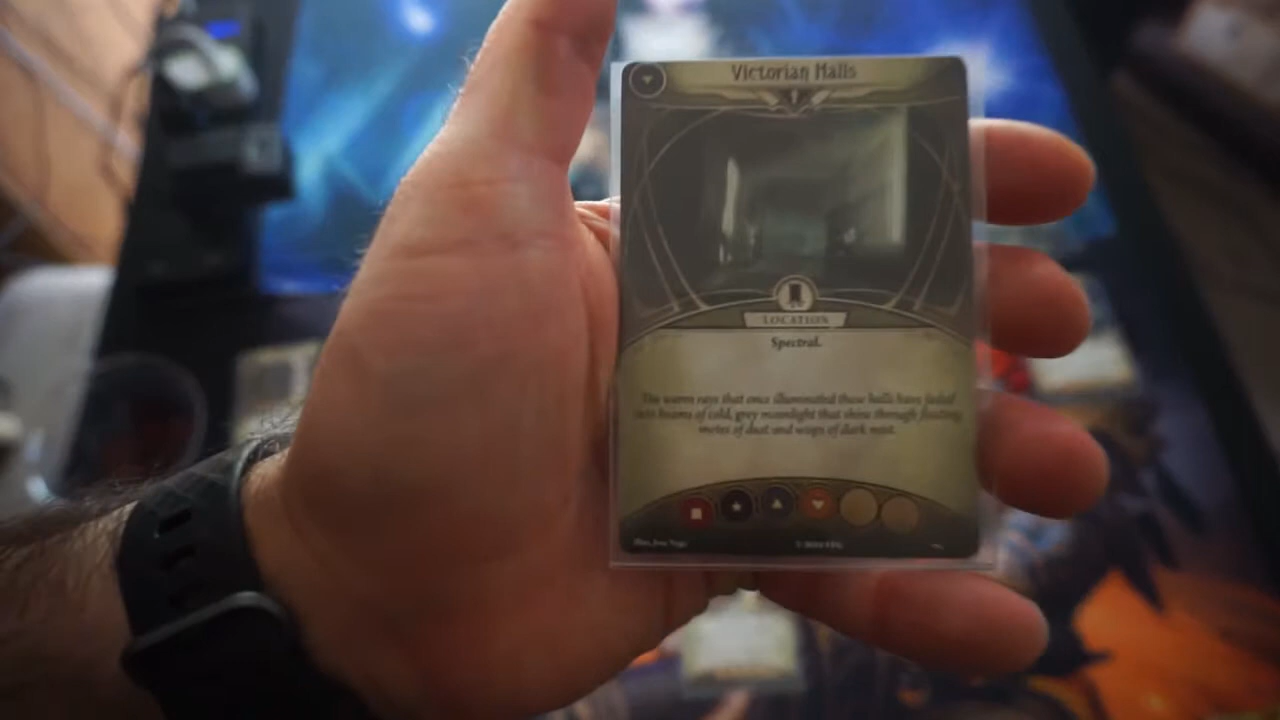 Victorian Halls
LOCATION
Spectral.
The warm rays that once illuminated these halls have faded
into beams of cold, grey moonlight that shine through floating
motes of dust and wisps of dark mist.